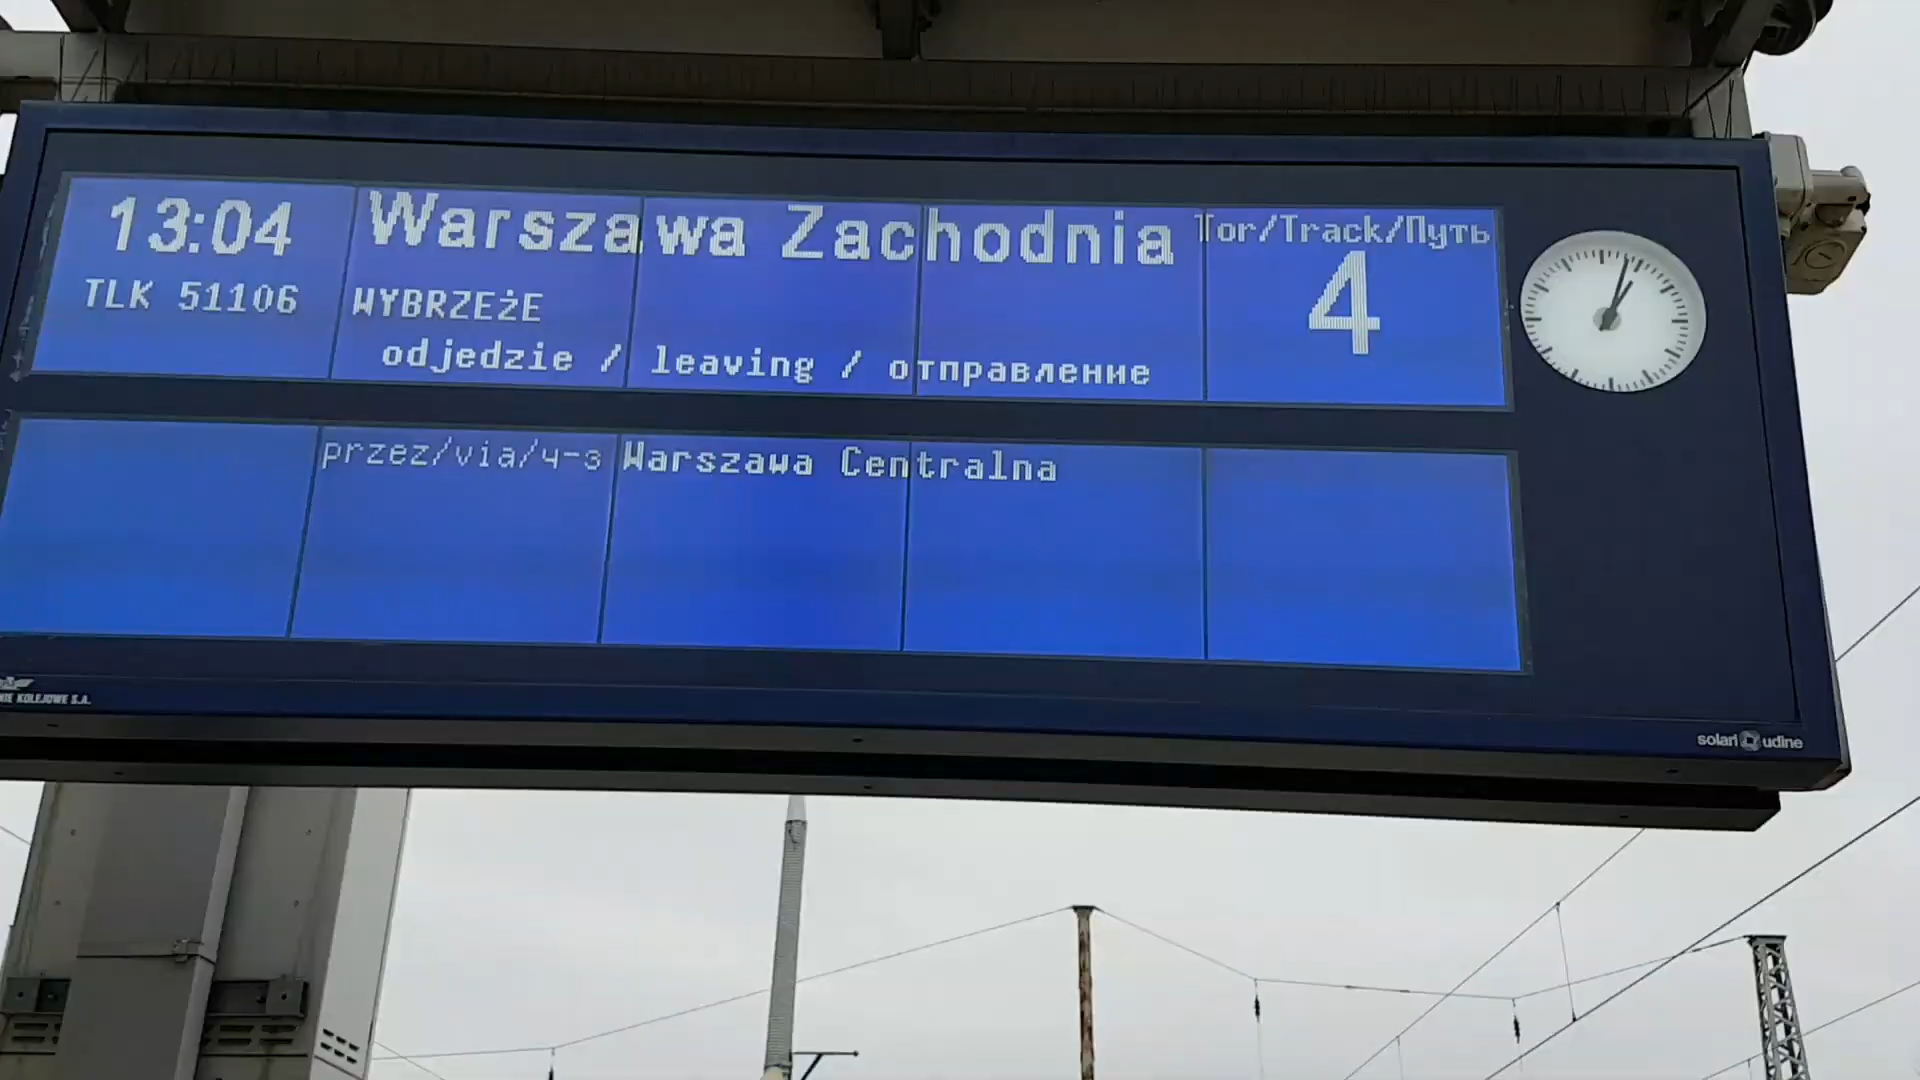 13:04 Warszawa Zachodnia Tor/Track/Путь
TLK 51106 WYBRZEżE 4
odjedzie / leaving / отправление
przez/via/ч-з Warszawa Centralna
KOLEJOWE S.A.
solari udine